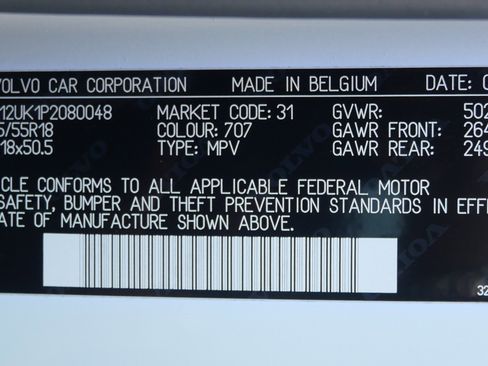 VOLVO CAR CORPORATION MADE IN BELGIUM DATE:
12UK1P2080048 MARKET CODE: 31 GVWR: 502
5/55R18 COLOUR: 707 GAWR FRONT: 264
18x50.5 TYPE: MPV GAWR REAR: 249
CLE CONFORMS TO ALL APPLICABLE FEDERAL MOTOR
SAFETY, BUMPER AND THEFT PREVENTION STANDARDS IN EFFE
ATE OF MANUFACTURE SHOWN ABOVE.
32